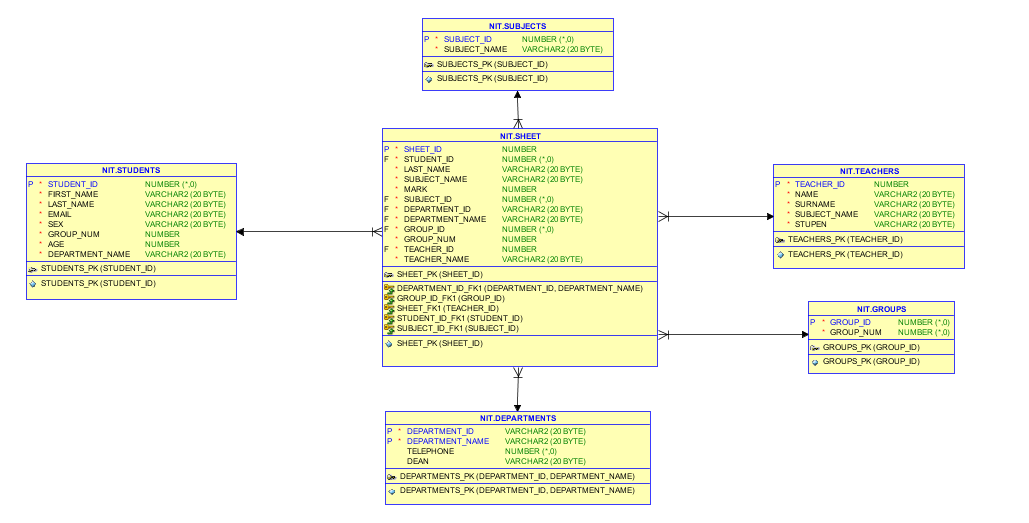 NIT.SUBJECTS
P * SUBJECT_ID NUMBER (*,0)
* SUBJECT_NAME VARCHAR2 (20 BYTE)
SUBJECTS_PK (SUBJECT_ID)
SUBJECTS_PK (SUBJECT_ID)
NIT.SHEET
P * SHEET_ID NUMBER
F * STUDENT_ID NUMBER (*,0)
* LAST_NAME VARCHAR2 (20 BYTE)
* SUBJECT_NAME VARCHAR2 (20 BYTE)
* MARK NUMBER
F * SUBJECT_ID NUMBER (*,0)
F * DEPARTMENT_ID VARCHAR2 (20 BYTE)
F * DEPARTMENT_NAME VARCHAR2 (20 BYTE)
F * GROUP_ID NUMBER (*,0)
* GROUP_NUM NUMBER
F * TEACHER_ID NUMBER
* TEACHER_NAME VARCHAR2 (20 BYTE)
SHEET_PK (SHEET_ID)
DEPARTMENT_ID_FK1 (DEPARTMENT_ID, DEPARTMENT_NAME)
GROUP_ID_FK1 (GROUP_ID)
SHEET_FK1 (TEACHER_ID)
STUDENT_ID_FK1 (STUDENT_ID)
SUBJECT_ID_FK1 (SUBJECT_ID)
SHEET_PK (SHEET_ID)
NIT.STUDENTS
P * STUDENT_ID NUMBER (*,0)
* FIRST_NAME VARCHAR2 (20 BYTE)
* LAST_NAME VARCHAR2 (20 BYTE)
* EMAIL VARCHAR2 (20 BYTE)
* SEX VARCHAR2 (20 BYTE)
* GROUP_NUM NUMBER
* AGE NUMBER
* DEPARTMENT_NAME VARCHAR2 (20 BYTE)
STUDENTS_PK (STUDENT_ID)
STUDENTS_PK (STUDENT_ID)
NIT.TEACHERS
P * TEACHER_ID NUMBER
* NAME VARCHAR2 (20 BYTE)
* SURNAME VARCHAR2 (20 BYTE)
* SUBJECT_NAME VARCHAR2 (20 BYTE)
* STUPEN VARCHAR2 (20 BYTE)
TEACHERS_PK (TEACHER_ID)
TEACHERS_PK (TEACHER_ID)
NIT.GROUPS
P * GROUP_ID NUMBER (*,0)
* GROUP_NUM NUMBER (*,0)
GROUPS_PK (GROUP_ID)
GROUPS_PK (GROUP_ID)
NIT.DEPARTMENTS
P * DEPARTMENT_ID VARCHAR2 (20 BYTE)
P * DEPARTMENT_NAME VARCHAR2 (20 BYTE)
TELEPHONE NUMBER (*,0)
DEAN VARCHAR2 (20 BYTE)
DEPARTMENTS_PK (DEPARTMENT_ID, DEPARTMENT_NAME)
DEPARTMENTS_PK (DEPARTMENT_ID, DEPARTMENT_NAME)